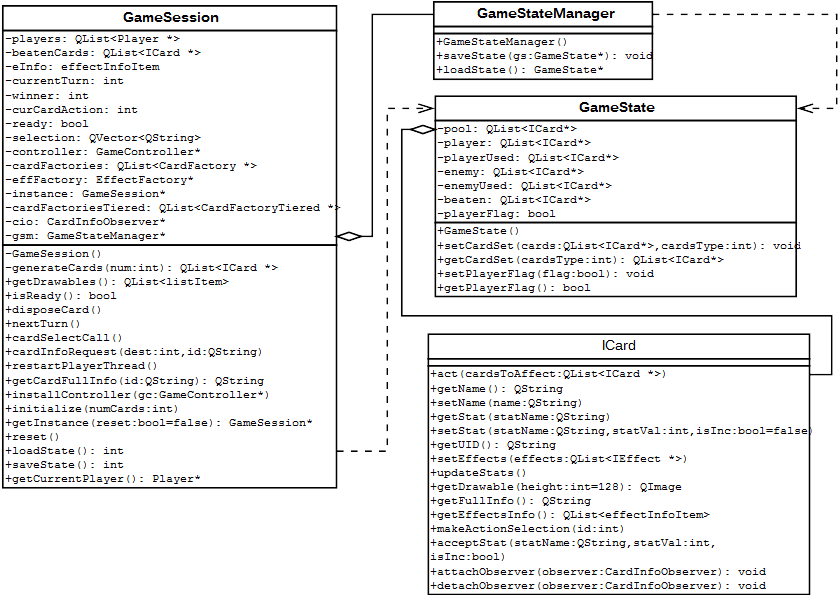 GameSession
-players: QList<Player *>
-beatenCards: QList<ICard *>
-eInfo: effectInfoItem
-currentTurn: int
-winner: int
-curCardAction: int
-ready: bool
-selection: QVector<QString>
-controller: GameController*
-cardFactories: QList<CardFactory *>
-effFactory: EffectFactory*
-instance: GameSession*
-cardFactoriesTiered: QList<CardFactoryTiered *>
-cio: CardInfoObserver*
-gsm: GameStateManager*
-GameSession()
-generateCards(num:int): QList<ICard *>
+getDrawables(): QList<listItem>
+isReady(): bool
+disposeCard()
+nextTurn()
+cardSelectCall()
+cardInfoRequest(dest:int,id:QString)
+restartPlayerThread()
+getCardFullInfo(id:QString): QString
+installController(gc:GameController*)
+initialize(numCards:int)
+getInstance(reset:bool=false): GameSession*
+reset()
+loadState(): int
+saveState(): int
+getCurrentPlayer(): Player*
GameStateManager
+GameStateManager()
+saveState(gs:GameState*): void
+loadState(): GameState*
GameState
-pool: QList<ICard*>
-player: QList<ICard*>
-playerUsed: QList<ICard*>
-enemy: QList<ICard*>
-enemyUsed: QList<ICard*>
-beaten: QList<ICard*>
-playerFlag: bool
+GameState()
+setCardSet(cards:QList<ICard*>,cardsType:int): void
+getCardSet(cardsType:int): QList<ICard*>
+setPlayerFlag(flag:bool): void
+getPlayerFlag(): bool
ICard
+act(cardsToAffect:QList<ICard *>)
+getName(): QString
+setName(name:QString)
+getStat(statName:QString)
+setStat(statName:QString,statVal:int,isInc:bool=false)
+getUID(): QString
+setEffects(effects:QList<IEffect *>)
+updateStats()
+getDrawable(height:int=128): QImage
+getFullInfo(): QString
+getEffectsInfo(): QList<effectInfoItem>
+makeActionSelection(id:int)
+acceptStat(statName:QString,statVal:int,
isInc:bool)
+attachObserver(observer:CardInfoObserver): void
+detachObserver(observer:CardInfoObserver): void